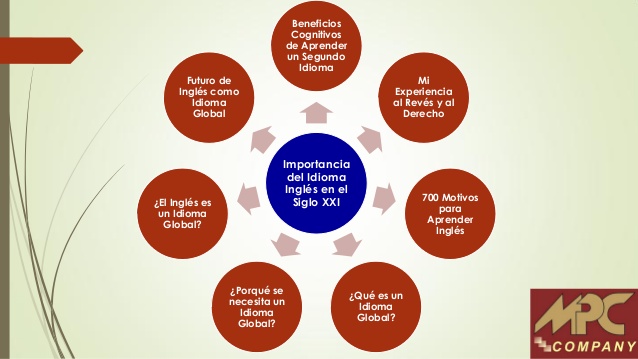 Beneficios
Cognitivos
de Aprender
un Segundo
Idioma
Mi
Experiencia
al Revés y al
Derecho
700 Motivos
para
Aprender
Inglés
¿Qué es un
Idioma
Global?
¿Porqué se
necesita un
Idioma
Global?
¿El Inglés es
un Idioma
Global?
Futuro de
Inglés como
Idioma
Global
Importancia
del Idioma
Inglés en el
Siglo XXI
MPC
COMPANY